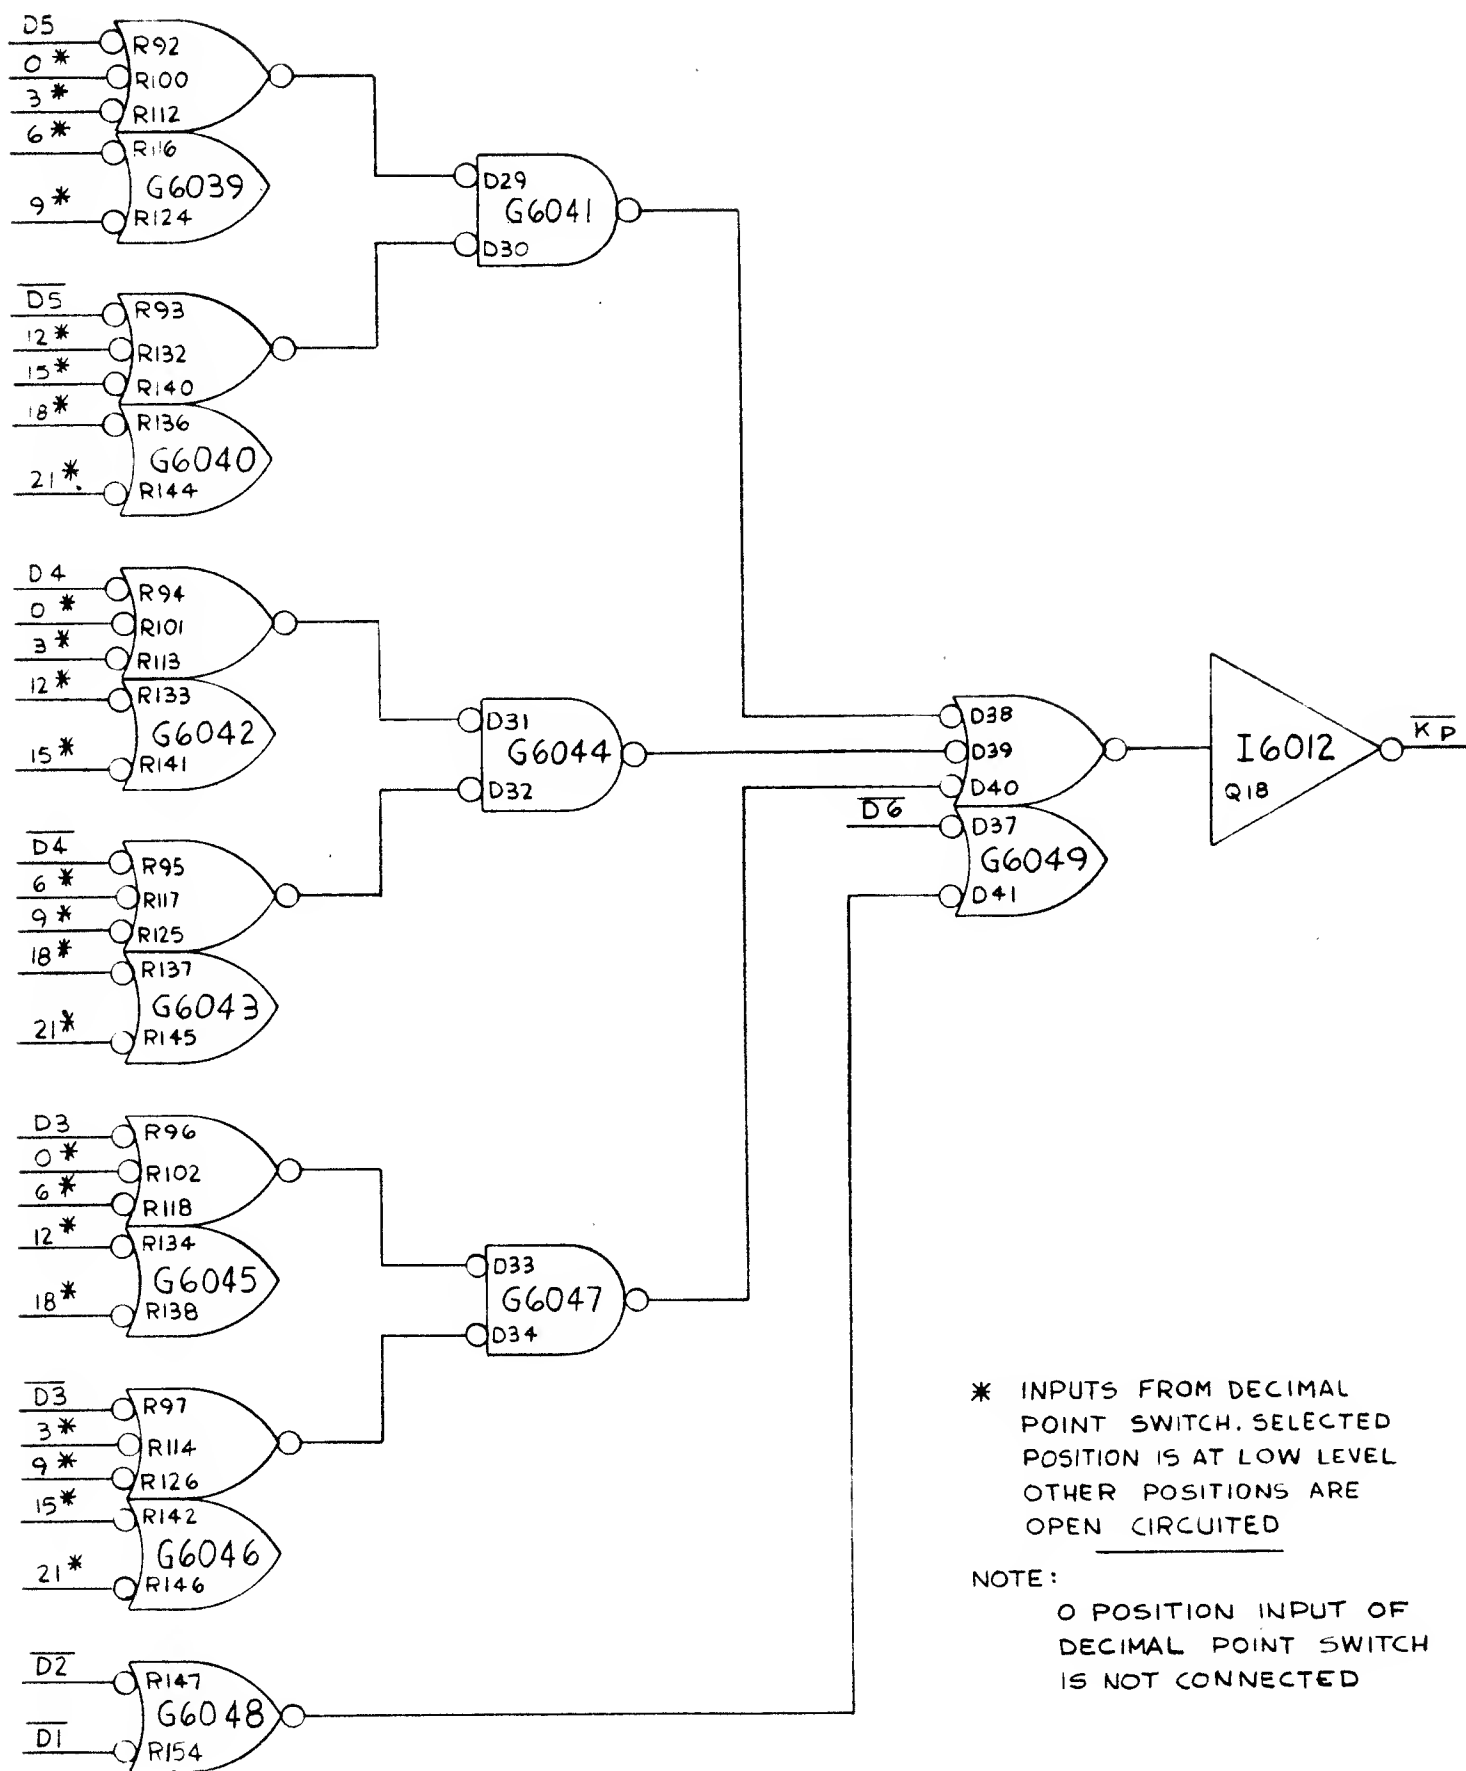 D5 R92
0* R100
3* R112
6* R116
G6039
9* R124
D29
G6041
D30
D5 R93
12* R132
15* R140
18* R136
G6040
21* R144
D4 R94
0* R101
3* R113
12* R133
G6042
15* R141
D31
G6044
D32
D4 R95
6* R117
9* R125
18* R137
G6043
21* R145
D38
D39
D40
D6 D37
G6049
D41
I6012
Q18
KP
D3 R96
0* R102
6* R118
12* R134
G6045
18* R138
D33
G6047
D34
D3 R97
3* R114
9* R126
15* R142
G6046
21* R146
D2 R147
G6048
D1 R154
* INPUTS FROM DECIMAL
POINT SWITCH. SELECTED
POSITION IS AT LOW LEVEL
OTHER POSITIONS ARE
OPEN CIRCUITED
NOTE:
0 POSITION INPUT OF
DECIMAL POINT SWITCH
IS NOT CONNECTED